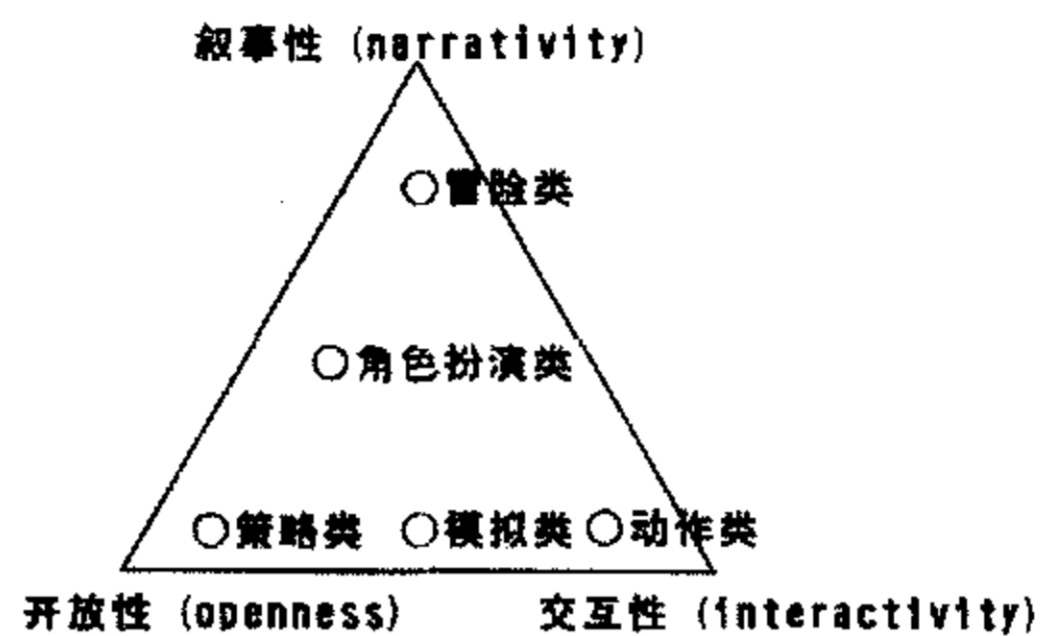 叙事性 (narrativity)
冒险类
角色扮演类
策略类 模拟类 动作类
开放性 (openness) 交互性 (interactivity)